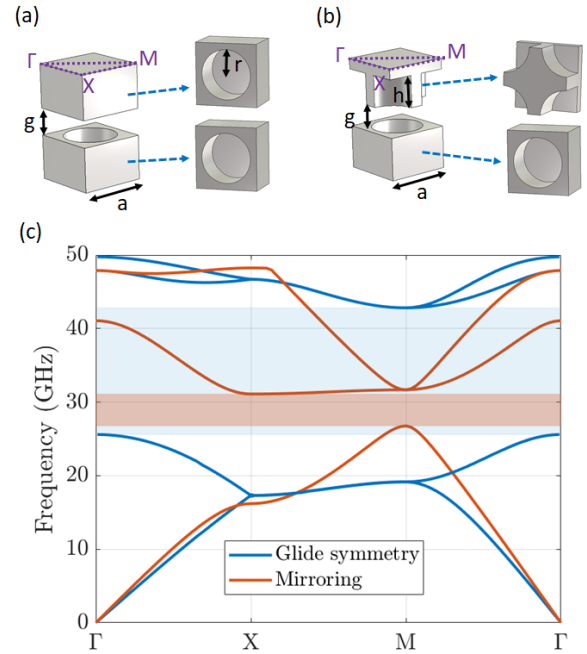 (a)
(b)
Γ
M
X
r
g
a
Γ
M
X
h
g
a
(c)
Frequency (GHz)
50
40
30
20
10
0
Glide symmetry
Mirroring
Γ
X
M
Γ